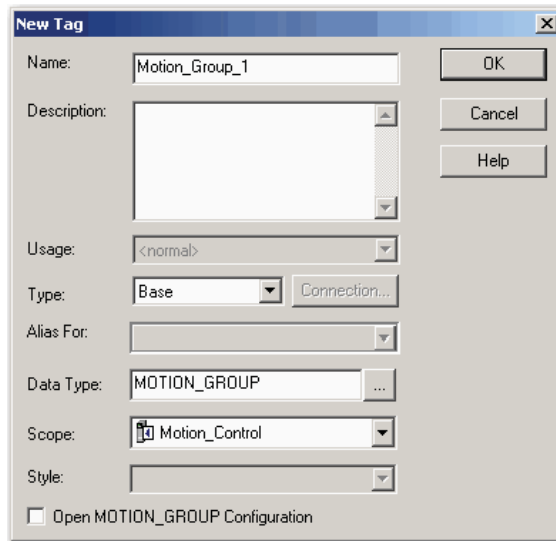 New Tag
Name: Motion_Group_1 OK
Description: Cancel
Help
Usage: <normal>
Type: Base Connection...
Alias For:
Data Type: MOTION_GROUP ...
Scope: Motion_Control
Style:
Open MOTION_GROUP Configuration